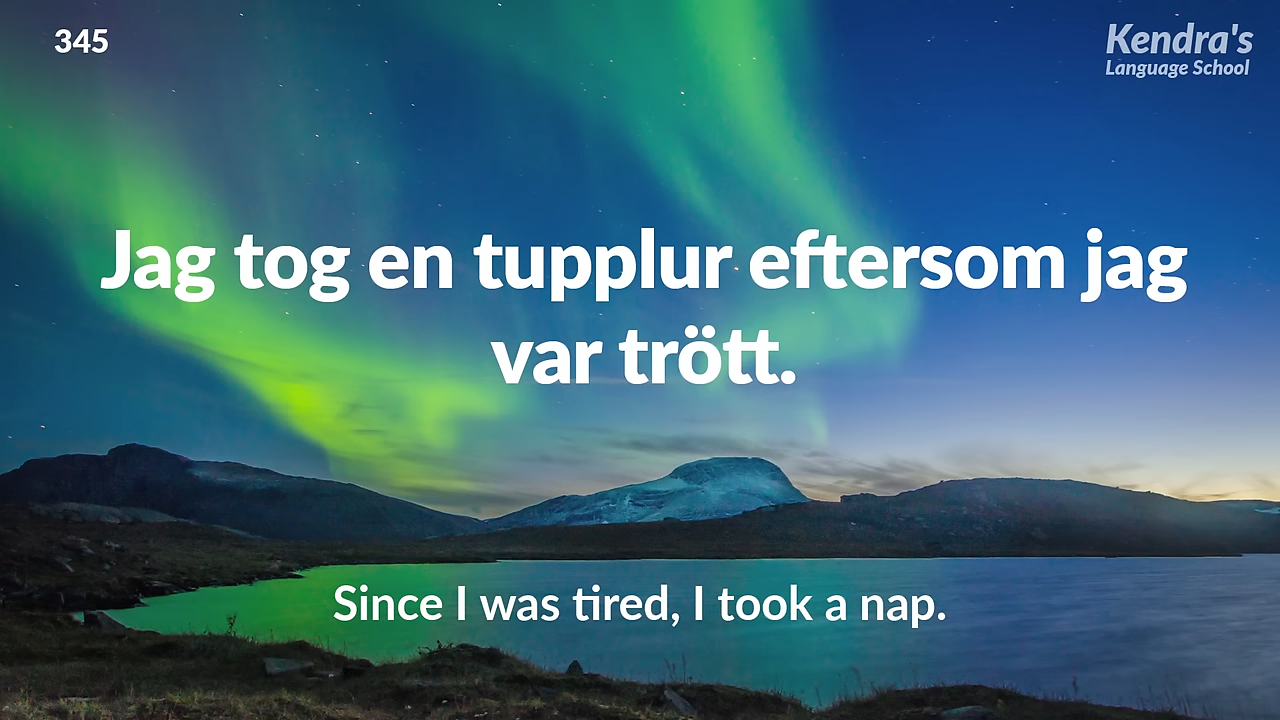 345
Kendra's
Language School
Jag tog en tupplur eftersom jag
var trött.
Since I was tired, I took a nap.